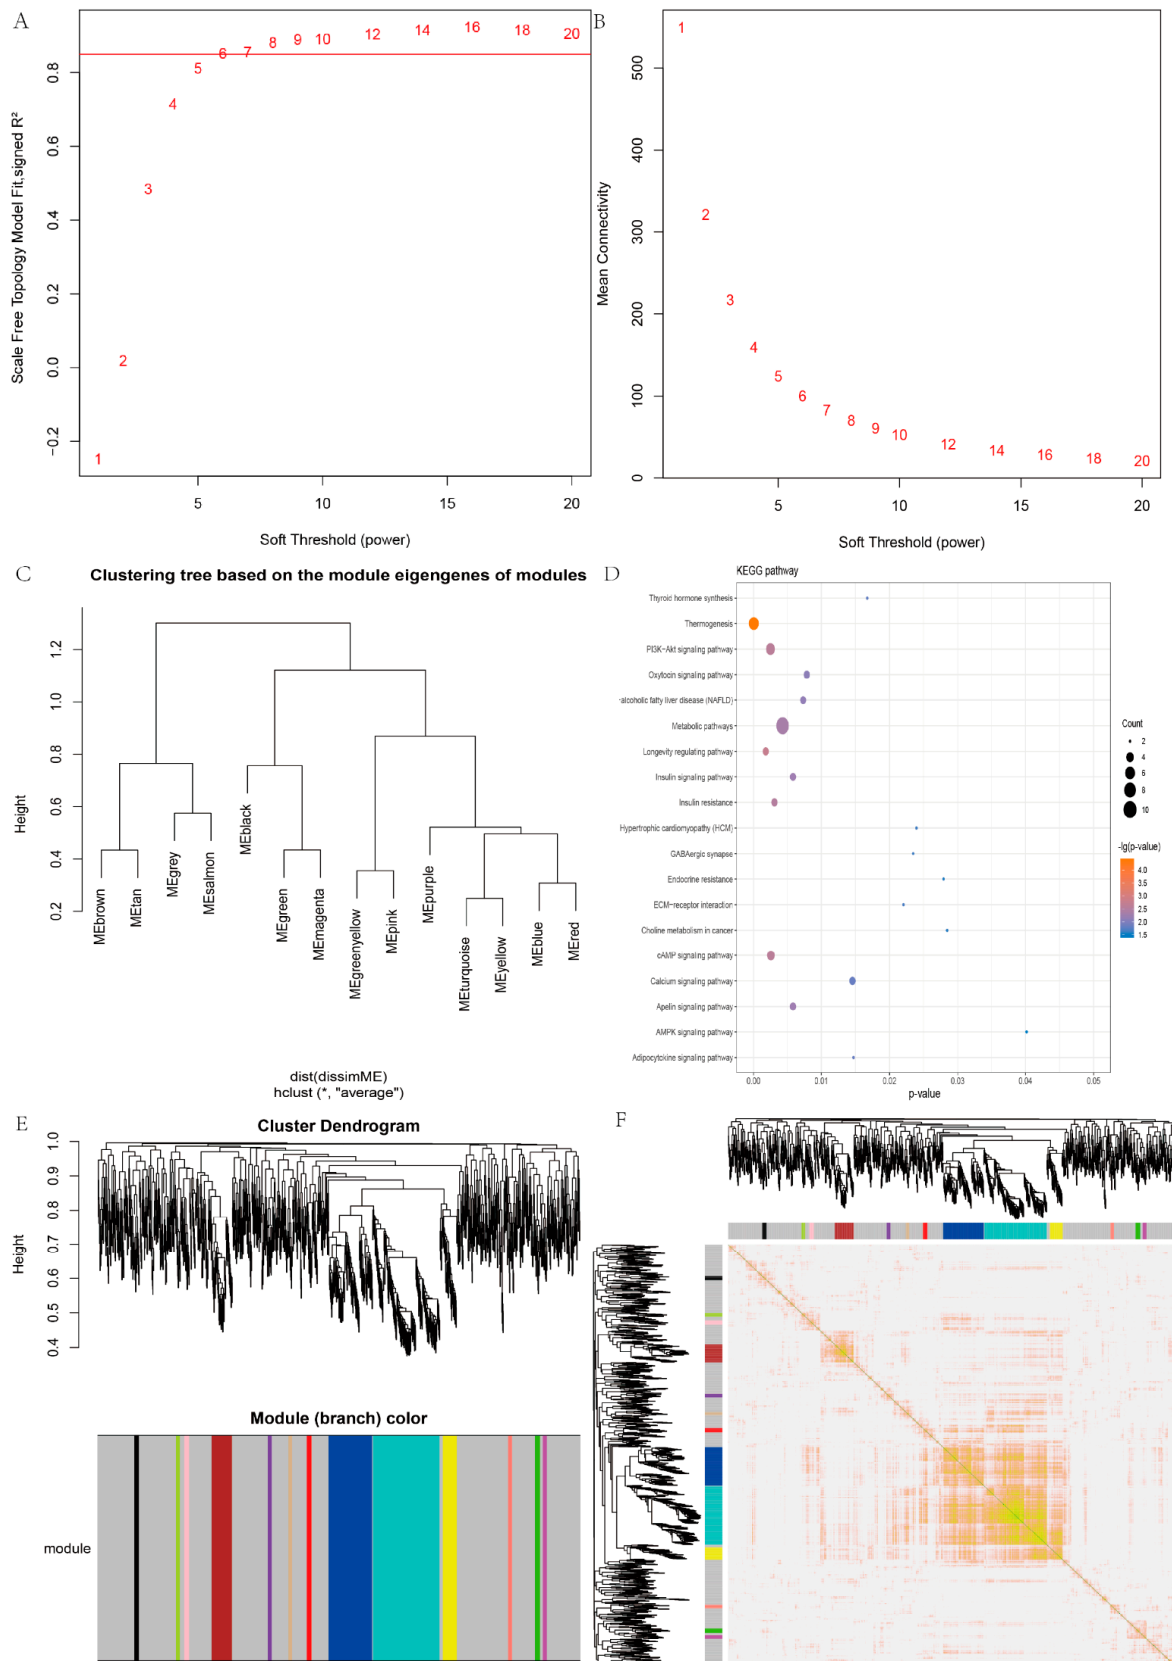 A
Scale Free Topology Model Fit,signed R²
0.8
0.6
0.4
0.2
0.0
−0.2
1
2
3
4
5
6
7
8
9
10
12
14
16
18
20
5
10
15
20
Soft Threshold (power)
B
Mean Connectivity
500
400
300
200
100
0
1
2
3
4
5
6
7
8
9
10
12
14
16
18
20
5
10
15
20
Soft Threshold (power)
C
Clustering tree based on the module eigengenes of modules
Height
1.2
1.0
0.8
0.6
0.4
0.2
MEbrown
MEtan
MEgrey
MEsalmon
MEblack
MEgreen
MEmagenta
MEgreenyellow
MEpink
MEpurple
MEturquoise
MEyellow
MEblue
MEred
dist(dissimME)
hclust (*, "average")
D
KEGG pathway
Thyroid hormone synthesis
Thermogenesis
PI3K−Akt signaling pathway
Oxytocin signaling pathway
-alcoholic fatty liver disease (NAFLD)
Metabolic pathways
Longevity regulating pathway
Insulin signaling pathway
Insulin resistance
Hypertrophic cardiomyopathy (HCM)
GABAergic synapse
Endocrine resistance
ECM−receptor interaction
Choline metabolism in cancer
cAMP signaling pathway
Calcium signaling pathway
Apelin signaling pathway
AMPK signaling pathway
Adipocytokine signaling pathway
0.00 0.01 0.02 0.03 0.04 0.05
p-value
Count
2
4
6
8
10
-lg(p-value)
4.0
3.5
3.0
2.5
2.0
1.5
E
Cluster Dendrogram
Height
1.0
0.9
0.8
0.7
0.6
0.5
0.4
Module (branch) color
module
F